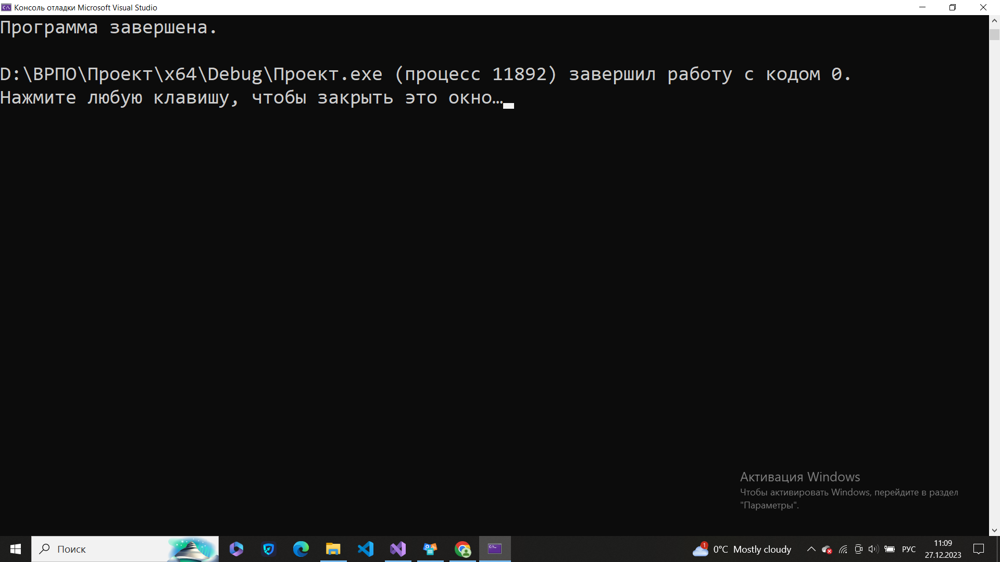 Консоль отладки Microsoft Visual Studio
Программа завершена.
D:\ВРПО\Проект\x64\Debug\Проект.exe (процесс 11892) завершил работу с кодом 0.
Нажмите любую клавишу, чтобы закрыть это окно…
Активация Windows
Чтобы активировать Windows, перейдите в раздел
"Параметры".
Поиск
1
0°C Mostly cloudy
РУС
11:09
27.12.2023